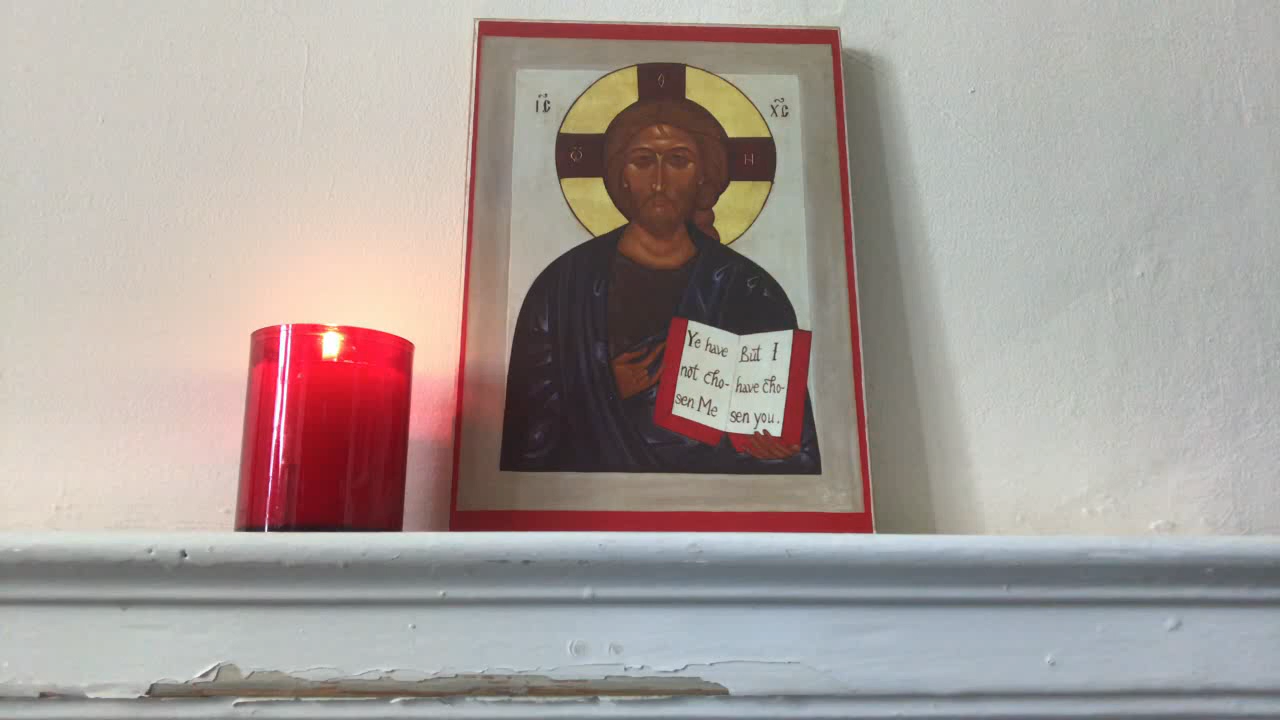 IC XC
Ѡ О Н
Ye have
not cho-
sen Me
But I
have cho-
sen you.